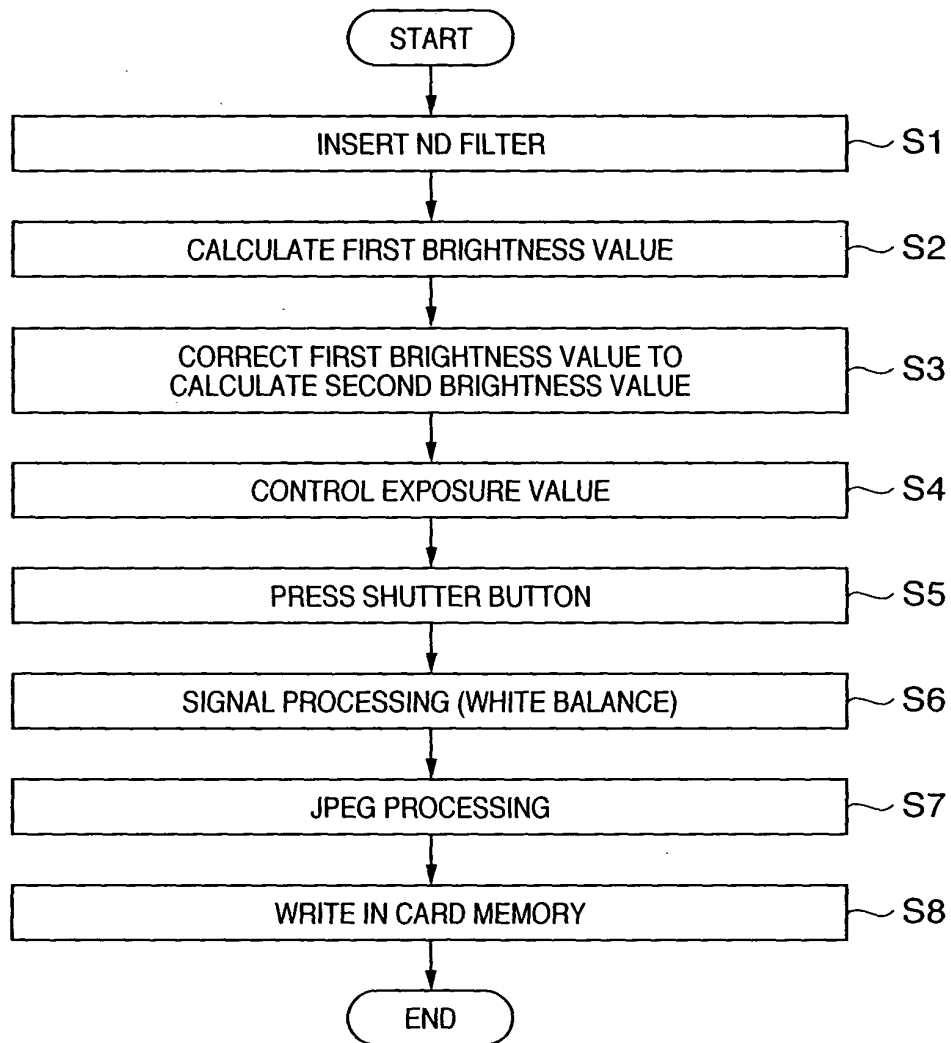 START
INSERT ND FILTER
S1
CALCULATE FIRST BRIGHTNESS VALUE
S2
CORRECT FIRST BRIGHTNESS VALUE TO
CALCULATE SECOND BRIGHTNESS VALUE
S3
CONTROL EXPOSURE VALUE
S4
PRESS SHUTTER BUTTON
S5
SIGNAL PROCESSING (WHITE BALANCE)
S6
JPEG PROCESSING
S7
WRITE IN CARD MEMORY
S8
END